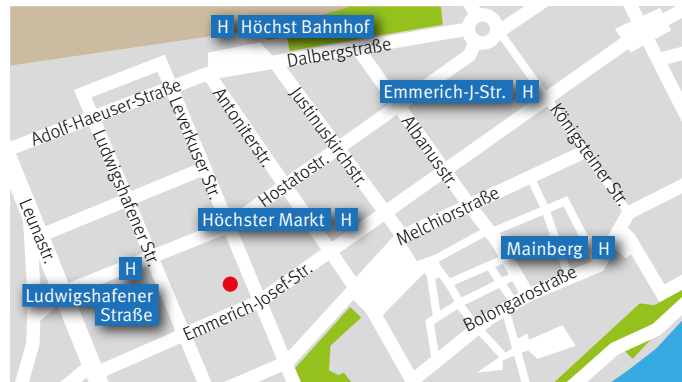 H Höchst Bahnhof
Dalbergstraße
Emmerich-J-Str. H
Adolf-Haeuser-Straße
Leverkuser Str.
Antoniterstr.
Justinuskirchstr.
Albanusstr.
Königsteiner Str.
Ludwigshafener Str.
Hostatostr.
Leunastr.
Höchster Markt H
Melchiorstraße
Mainberg H
H
Ludwigshafener
Straße
Emmerich-Josef-Str.
Bolongarostraße